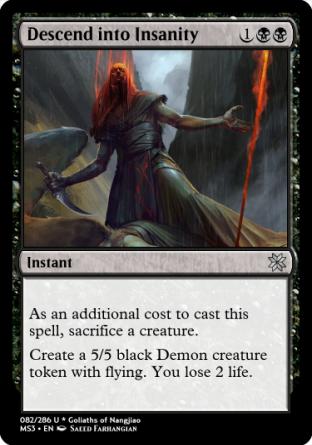 Descend into Insanity 1
Instant
As an additional cost to cast this
spell, sacrifice a creature.
Create a 5/5 black Demon creature
token with flying. You lose 2 life.
082/286 U * Goliaths of Nangjiao
MS3 • EN Saeed Farhangian